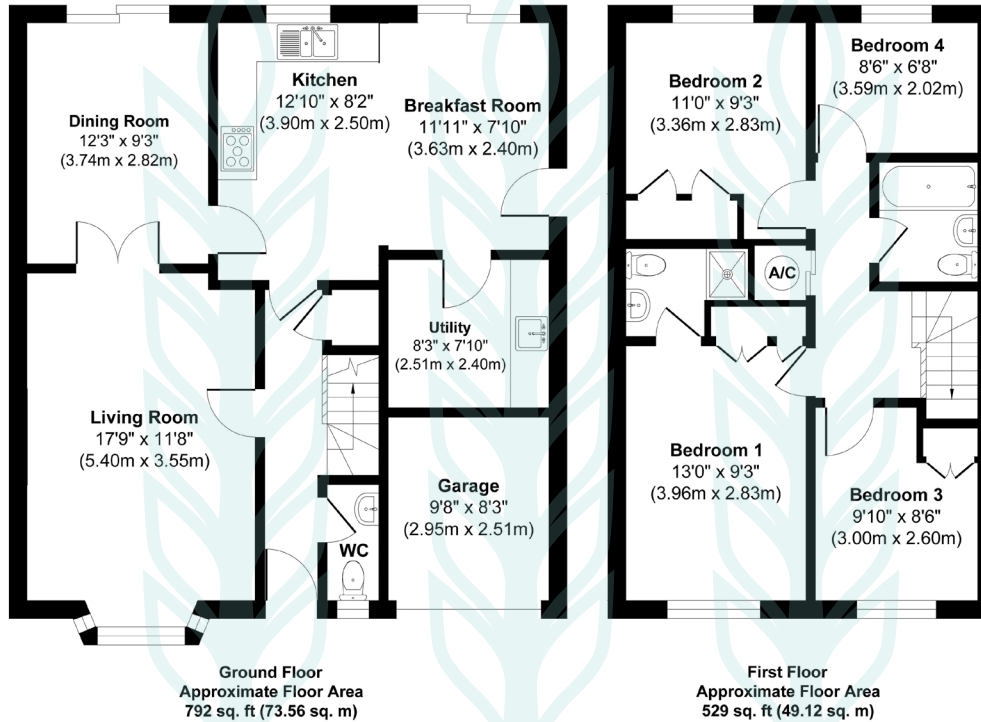 Kitchen
12'10" x 8'2"
(3.90m x 2.50m)
Breakfast Room
11'11" x 7'10"
(3.63m x 2.40m)
Dining Room
12'3" x 9'3"
(3.74m x 2.82m)
Utility
8'3" x 7'10"
(2.51m x 2.40m)
Living Room
17'9" x 11'8"
(5.40m x 3.55m)
Garage
9'8" x 8'3"
(2.95m x 2.51m)
WC
Ground Floor
Approximate Floor Area
792 sq. ft (73.56 sq. m)
Bedroom 2
11'0" x 9'3"
(3.36m x 2.83m)
Bedroom 4
8'6" x 6'8"
(3.59m x 2.02m)
A/C
Bedroom 1
13'0" x 9'3"
(3.96m x 2.83m)
Bedroom 3
9'10" x 8'6"
(3.00m x 2.60m)
First Floor
Approximate Floor Area
529 sq. ft (49.12 sq. m)